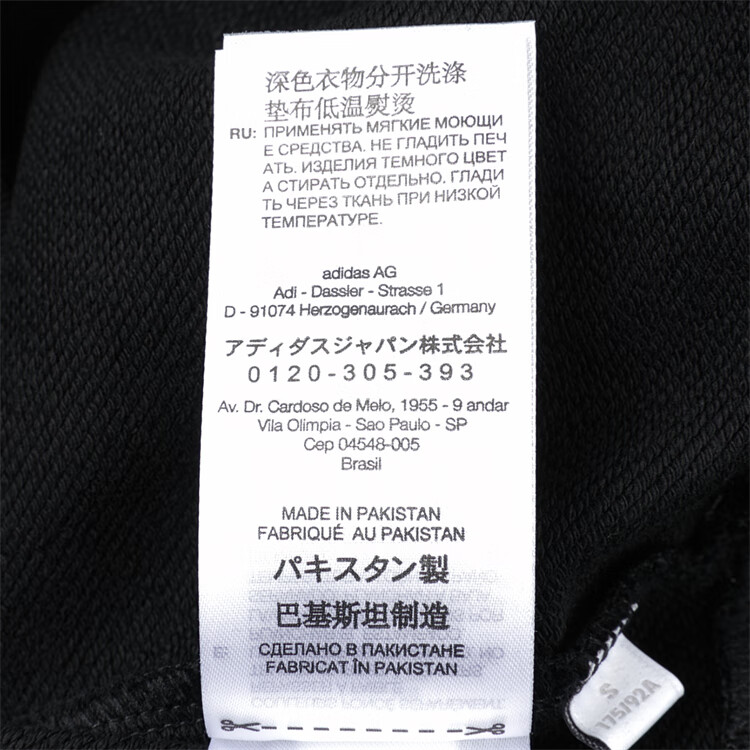 深色衣物分开洗涤
垫布低温熨烫
RU: ПРИМЕНЯТЬ МЯГКИЕ МОЮЩИ
Е СРЕДСТВА. НЕ ГЛАДИТЬ ПЕЧ
АТЬ. ИЗДЕЛИЯ ТЕМНОГО ЦВЕТ
А СТИРАТЬ ОТДЕЛЬНО. ГЛАДИ
ТЬ ЧЕРЕЗ ТКАНЬ ПРИ НИЗКОЙ
ТЕМПЕРАТУРЕ.
adidas AG
Adi - Dassler - Strasse 1
D - 91074 Herzogenaurach / Germany
アディダスジャパン株式会社
0120-305-393
Av. Dr. Cardoso de Melo, 1955 - 9 andar
Vila Olimpia - Sao Paulo - SP
Cep 04548-005
Brasil
MADE IN PAKISTAN
FABRIQUÉ AU PAKISTAN
パキスタン製
巴基斯坦制造
СДЕЛАНО В ПАКИСТАНЕ
FABRICAT ÎN PAKISTAN
S
175/92A